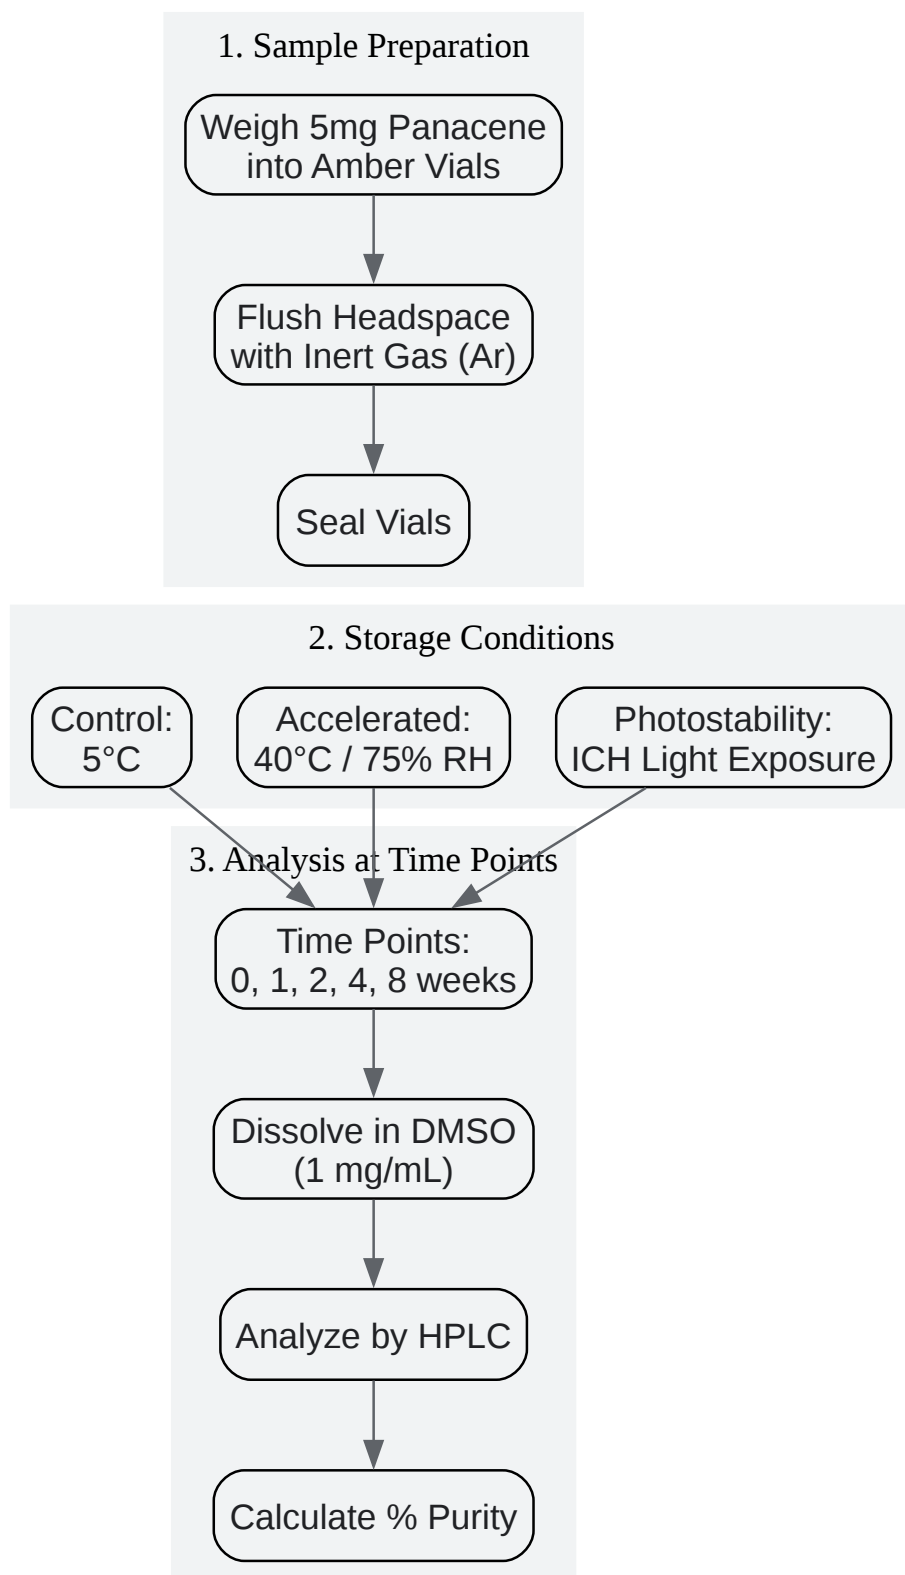 1. Sample Preparation
Weigh 5mg Panacene
into Amber Vials
Flush Headspace
with Inert Gas (Ar)
Seal Vials
2. Storage Conditions
Control:
5°C
Accelerated:
40°C / 75% RH
Photostability:
ICH Light Exposure
3. Analysis at Time Points
Time Points:
0, 1, 2, 4, 8 weeks
Dissolve in DMSO
(1 mg/mL)
Analyze by HPLC
Calculate % Purity